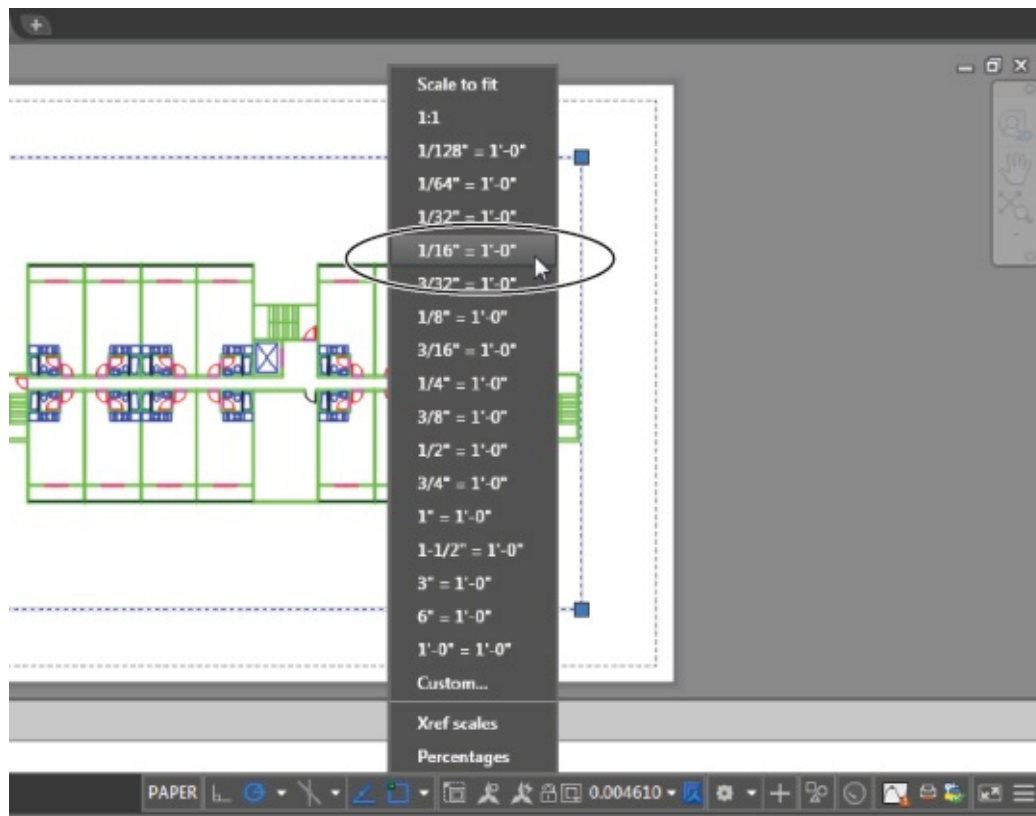 Scale to fit
1:1
1/128" = 1'-0"
1/64" = 1'-0"
1/32" = 1'-0"
1/16" = 1'-0"
3/32" = 1'-0"
1/8" = 1'-0"
3/16" = 1'-0"
1/4" = 1'-0"
3/8" = 1'-0"
1/2" = 1'-0"
3/4" = 1'-0"
1" = 1'-0"
1-1/2" = 1'-0"
3" = 1'-0"
6" = 1'-0"
1'-0" = 1'-0"
Custom...
Xref scales
Percentages
PAPER 0.004610